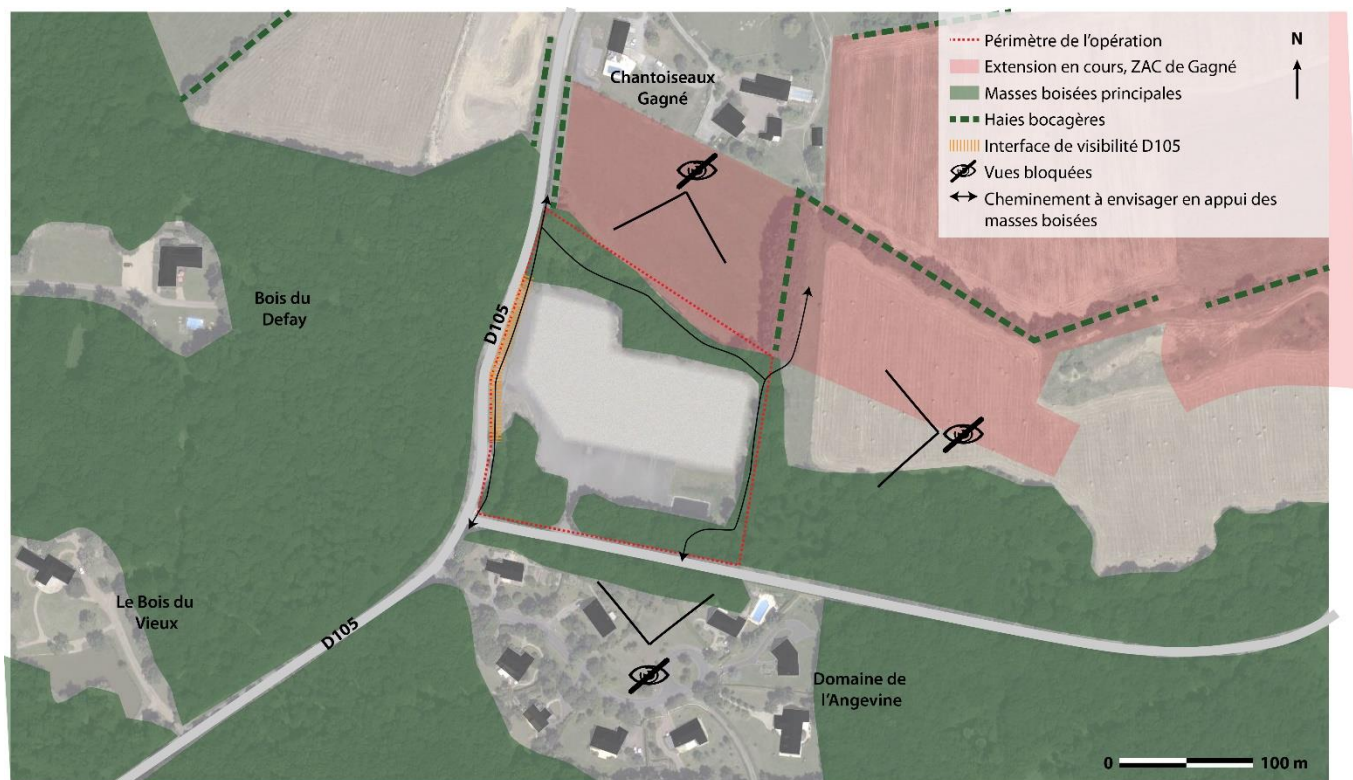 Périmètre de l'opération
N
Extension en cours, ZAC de Gagné
Masses boisées principales
Haies bocagères
Interface de visibilité D105
Vues bloquées
Cheminement à envisager en appui des
masses boisées
Chantoiseaux
Gagné
Bois du
Defay
D105
Le Bois du
Vieux
D105
Domaine de
l'Angevine
0 100 m